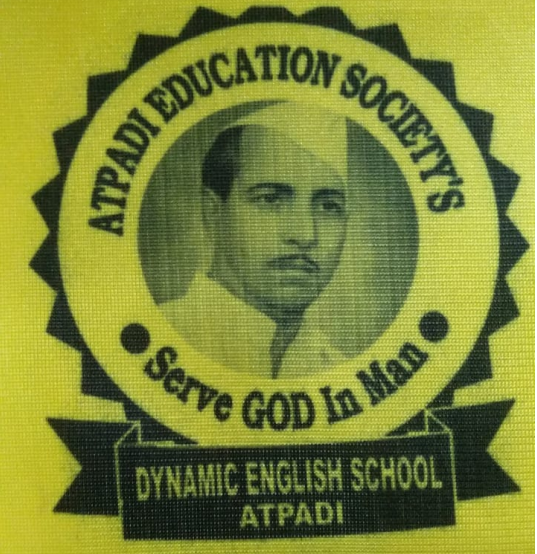 ATPADI EDUCATION SOCIETY'S
Serve GOD In Man
DYNAMIC ENGLISH SCHOOL
ATPADI